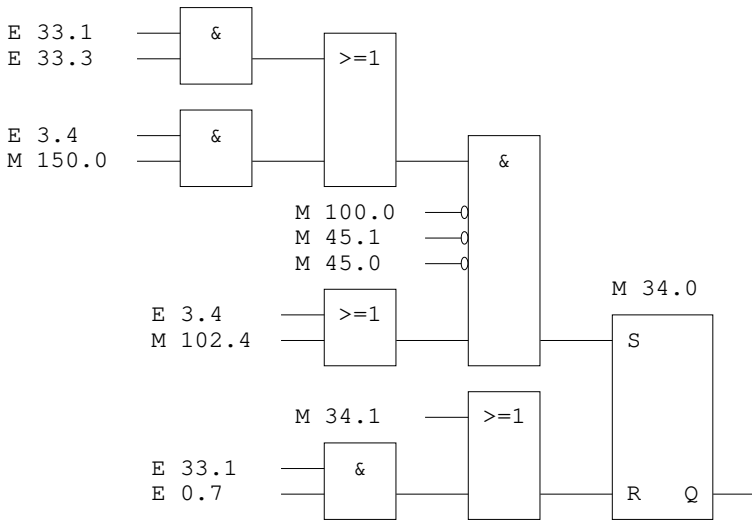 E 33.1
E 33.3
&
>=1
E 3.4
M 150.0
&
&
M 100.0
M 45.1
M 45.0
E 3.4
M 102.4
>=1
M 34.0
S
M 34.1
>=1
E 33.1
E 0.7
&
R Q